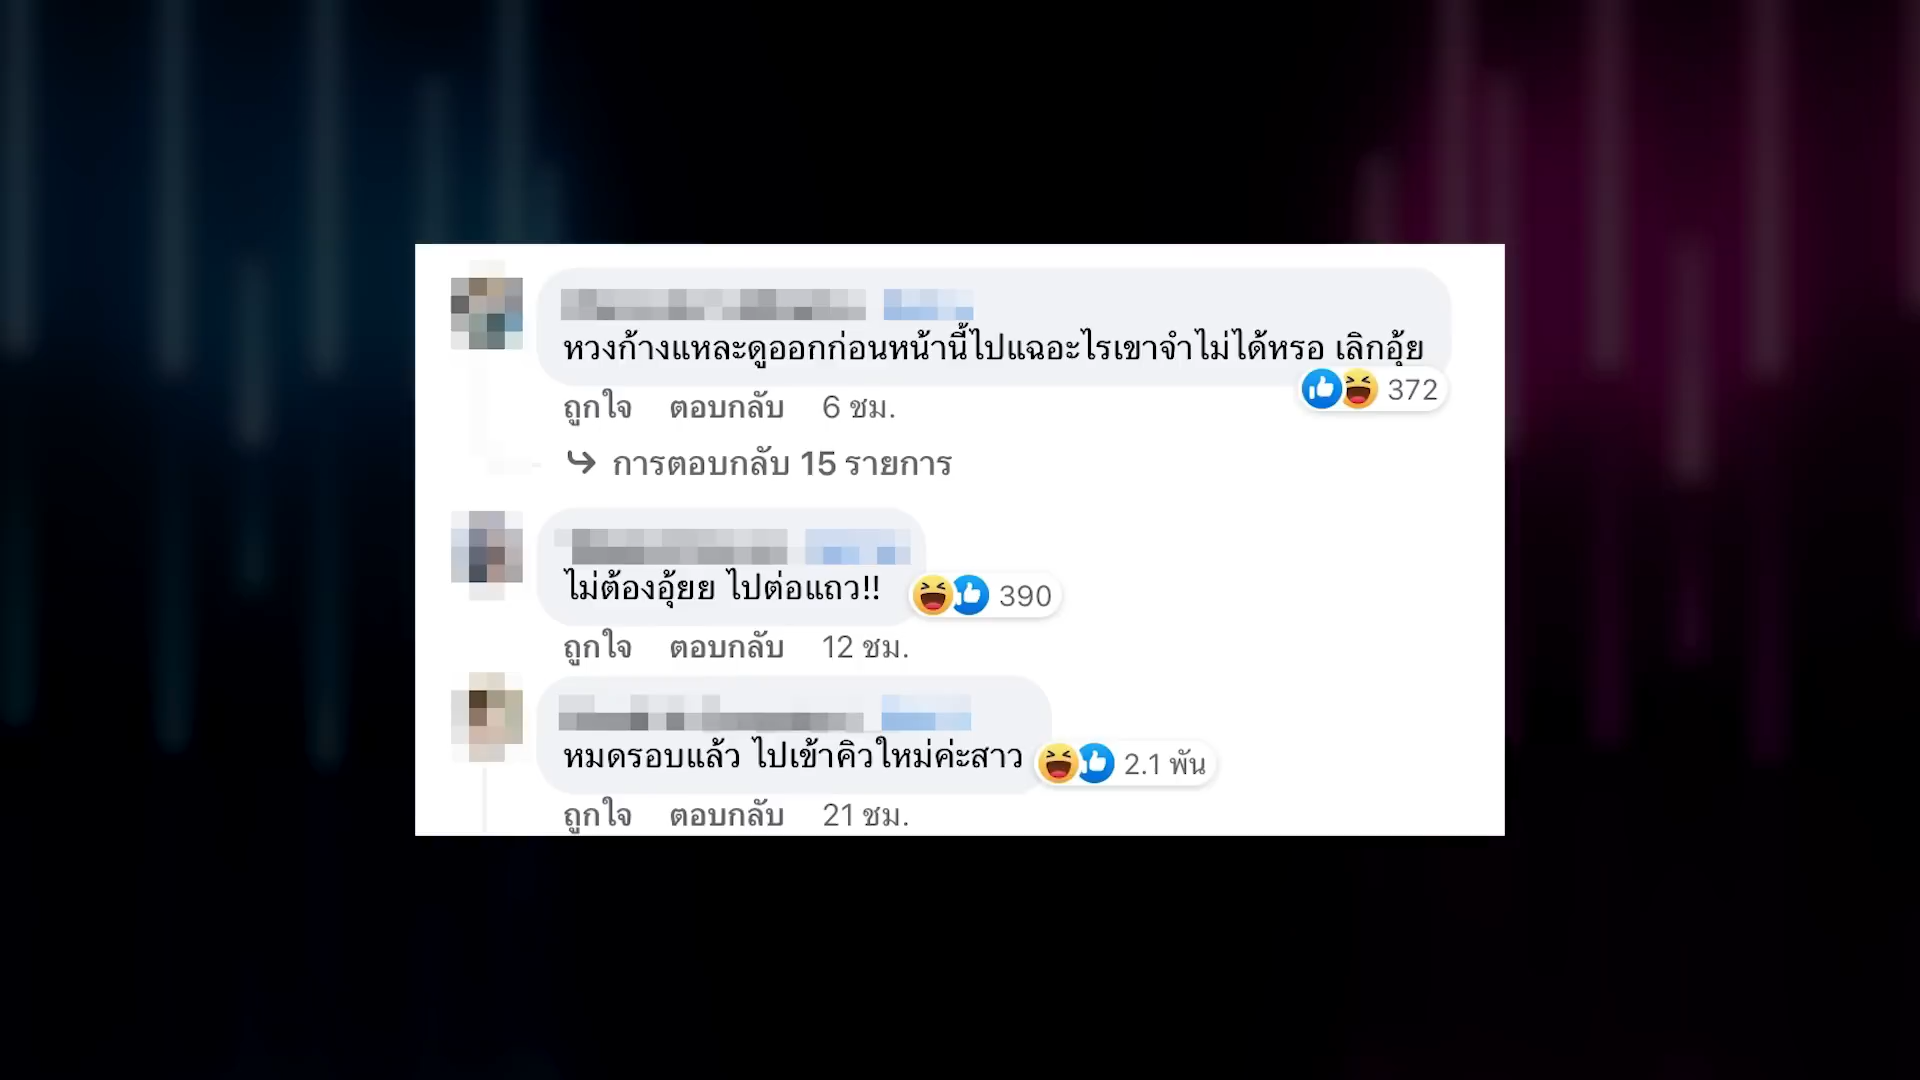 หวงก้างแหละดูออกก่อนหน้านี้ไปแฉอะไรเขาจำไม่ได้หรอ เลิกอุ้ย
372
ถูกใจ ตอบกลับ 6 ชม.
การตอบกลับ 15 รายการ
ไม่ต้องอุ้ยย ไปต่อแถว!!
390
ถูกใจ ตอบกลับ 12 ชม.
หมดรอบแล้ว ไปเข้าคิวใหม่ค่ะสาว
2.1 พัน
ถูกใจ ตอบกลับ 21 ชม.